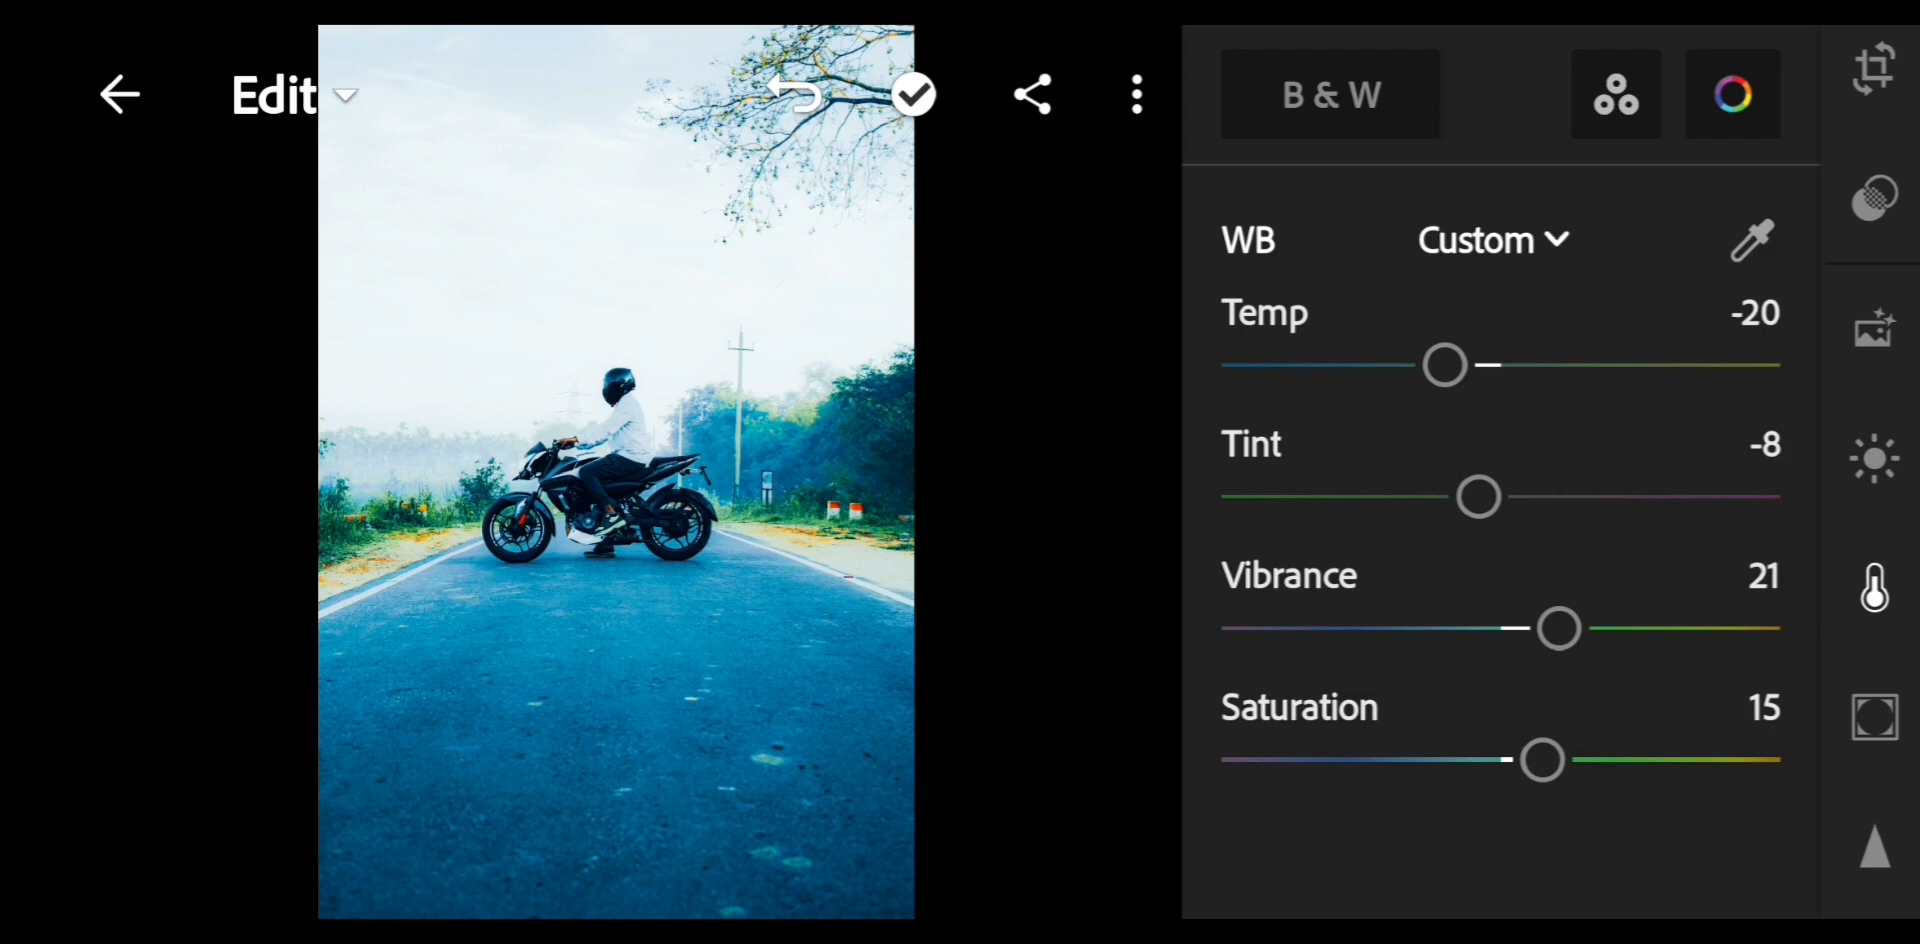 Edit
B & W
WB Custom
Temp -20
Tint -8
Vibrance 21
Saturation 15